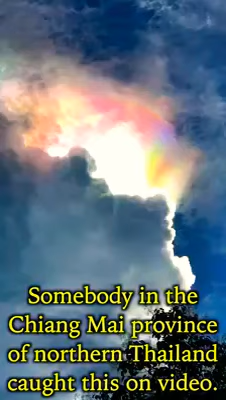 Somebody in the
Chiang Mai province
of northern Thailand
caught this on video.